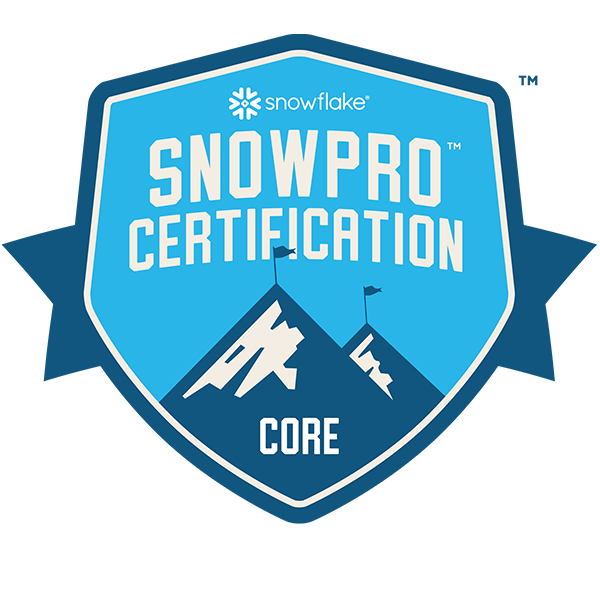 snowflake®
SNOWPRO™
CERTIFICATION
CORE
™